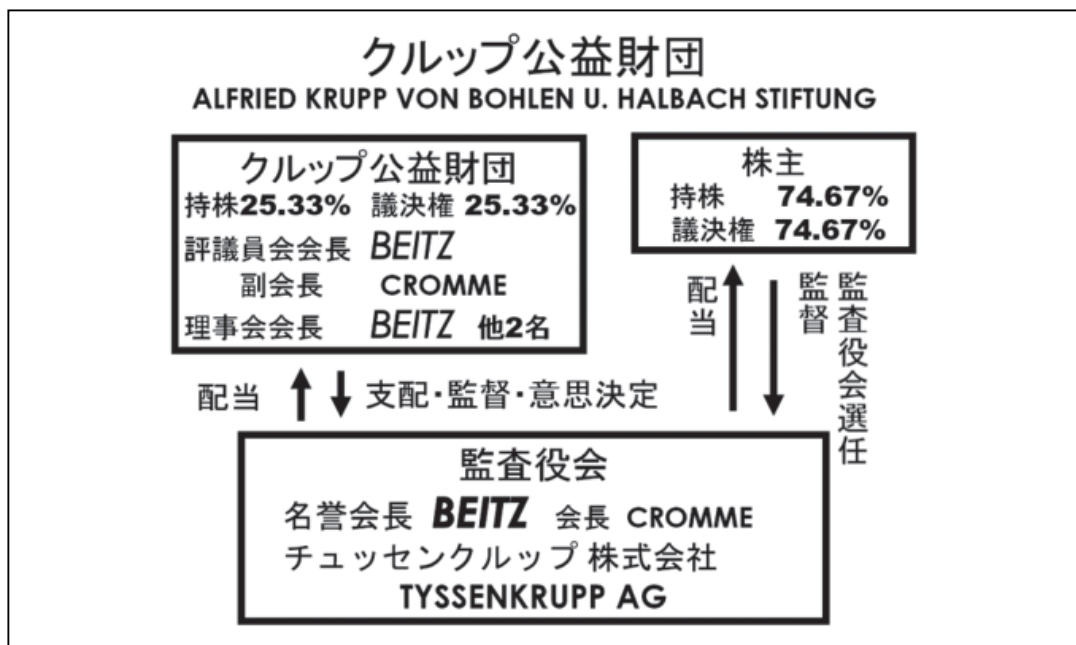 クルップ公益財団
ALFRIED KRUPP VON BOHLEN U. HALBACH STIFTUNG
クルップ公益財団
持株25.33% 議決権 25.33%
評議員会会長 BEITZ
副会長 CROMME
理事会会長 BEITZ 他2名
株主
持株 74.67%
議決権 74.67%
配当
支配・監督・意思決定
配当
監査役会選任
監督
監査役会
名誉会長 BEITZ 会長 CROMME
チュッセンクルップ 株式会社
TYSSENKRUPP AG